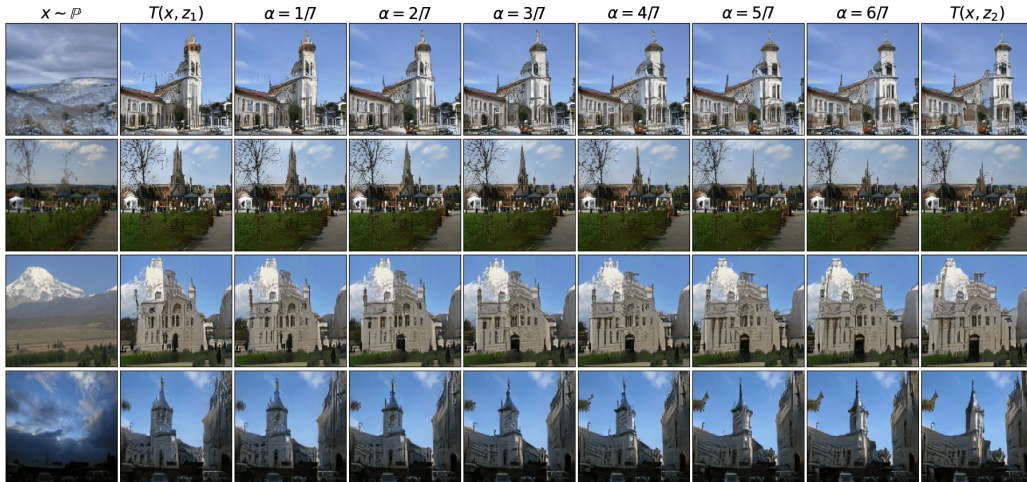 x ~ ℙ T(x, z₁) α = 1/7 α = 2/7 α = 3/7 α = 4/7 α = 5/7 α = 6/7 T(x, z₂)